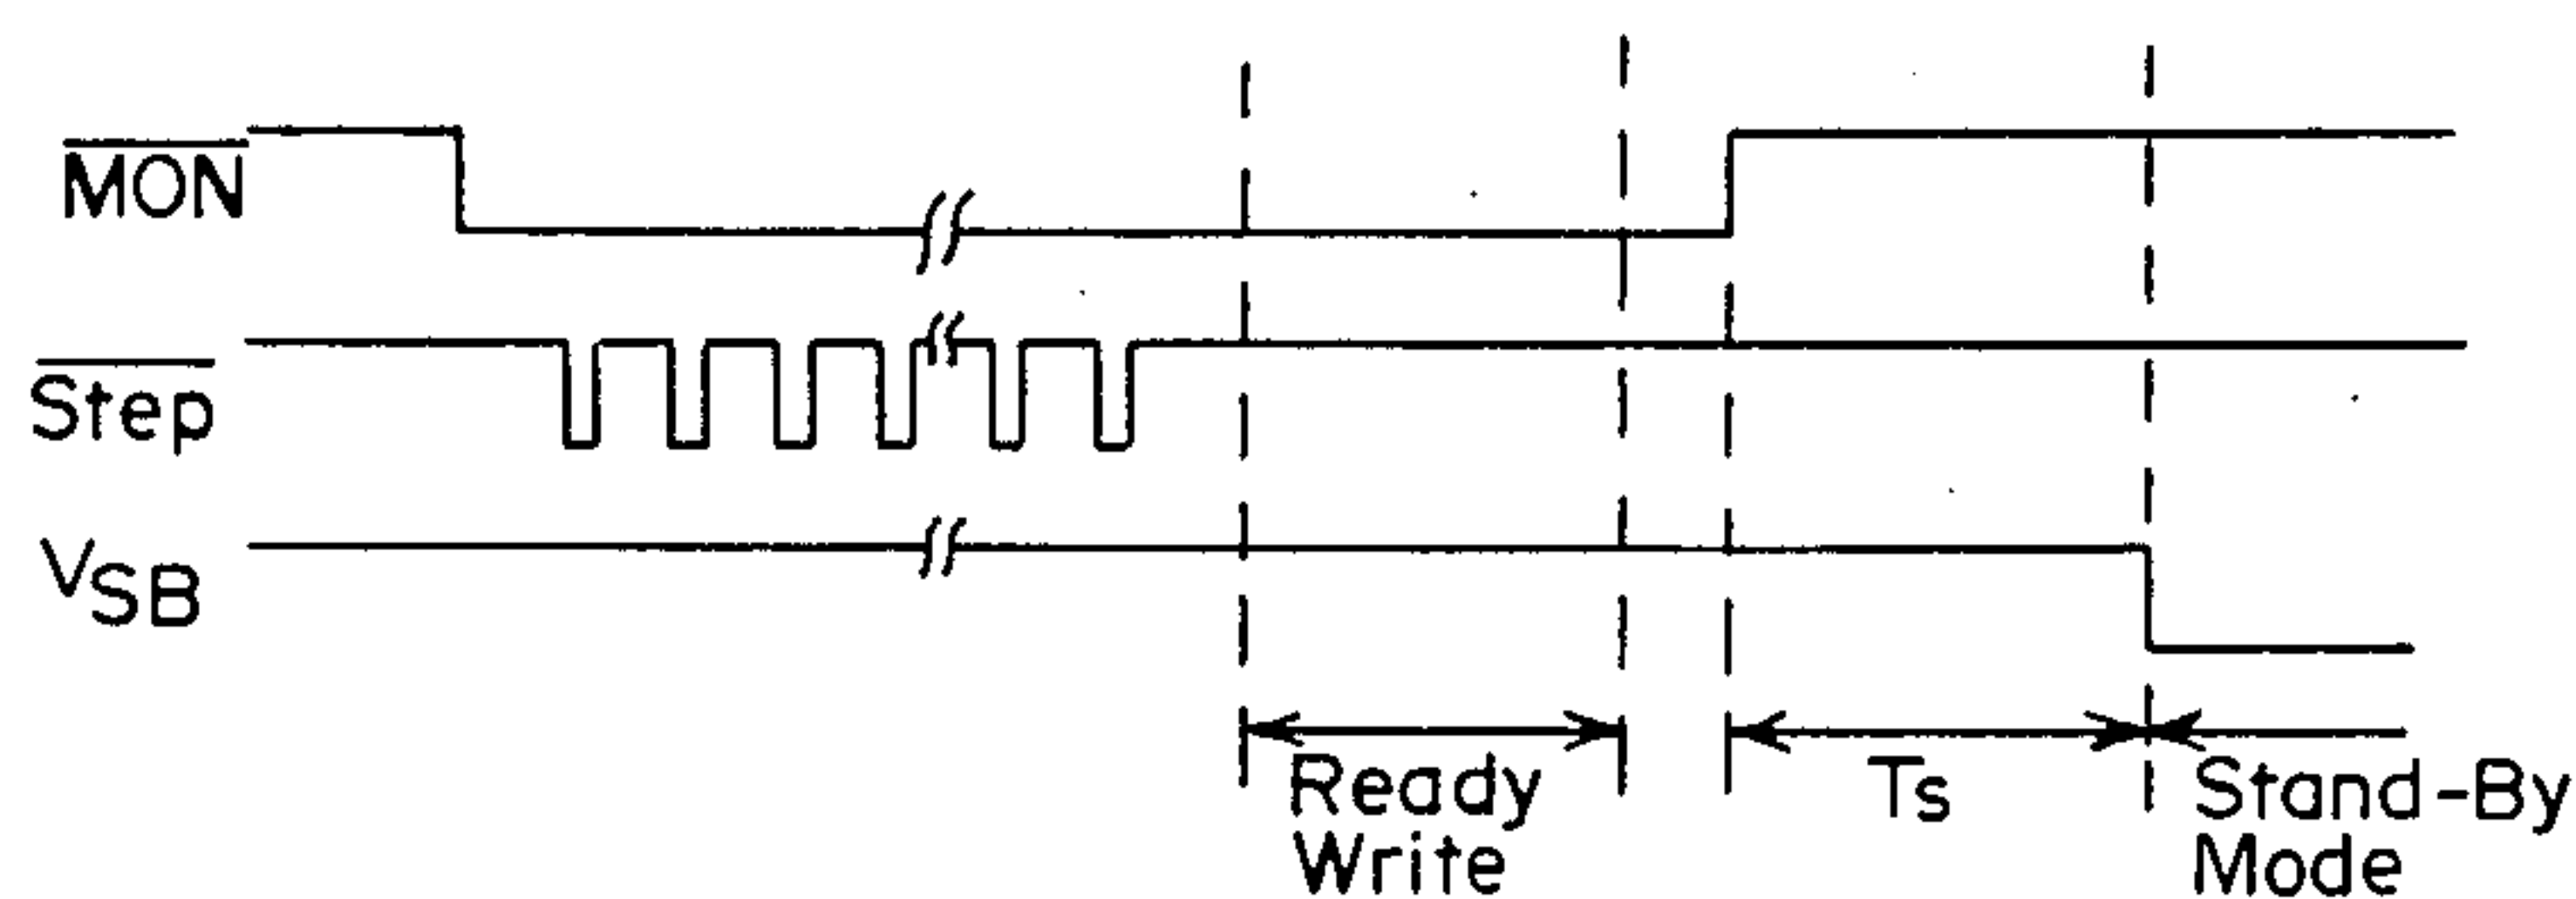 MON
Step
VSB
Ready
Write
Ts
Stand-By
Mode